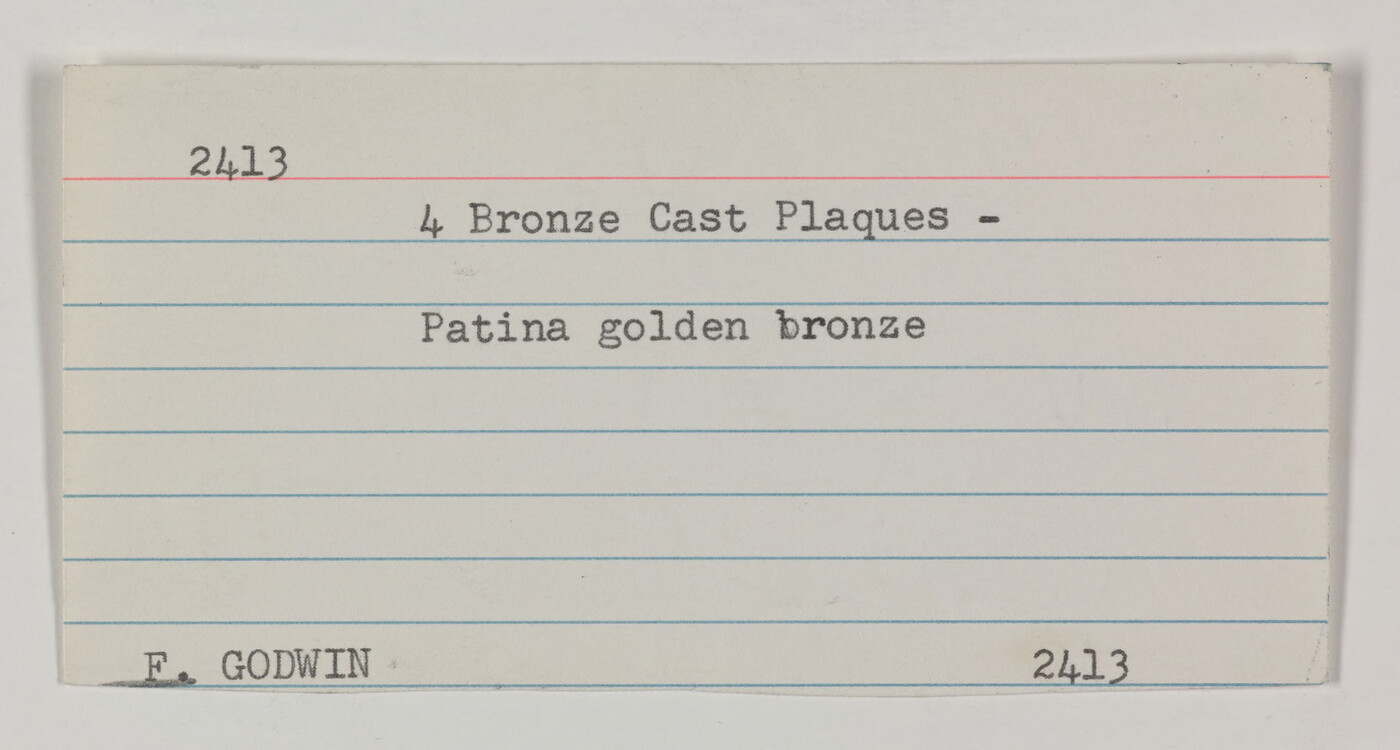 2413
4 Bronze Cast Plaques -
Patina golden bronze
F. GODWIN 2413